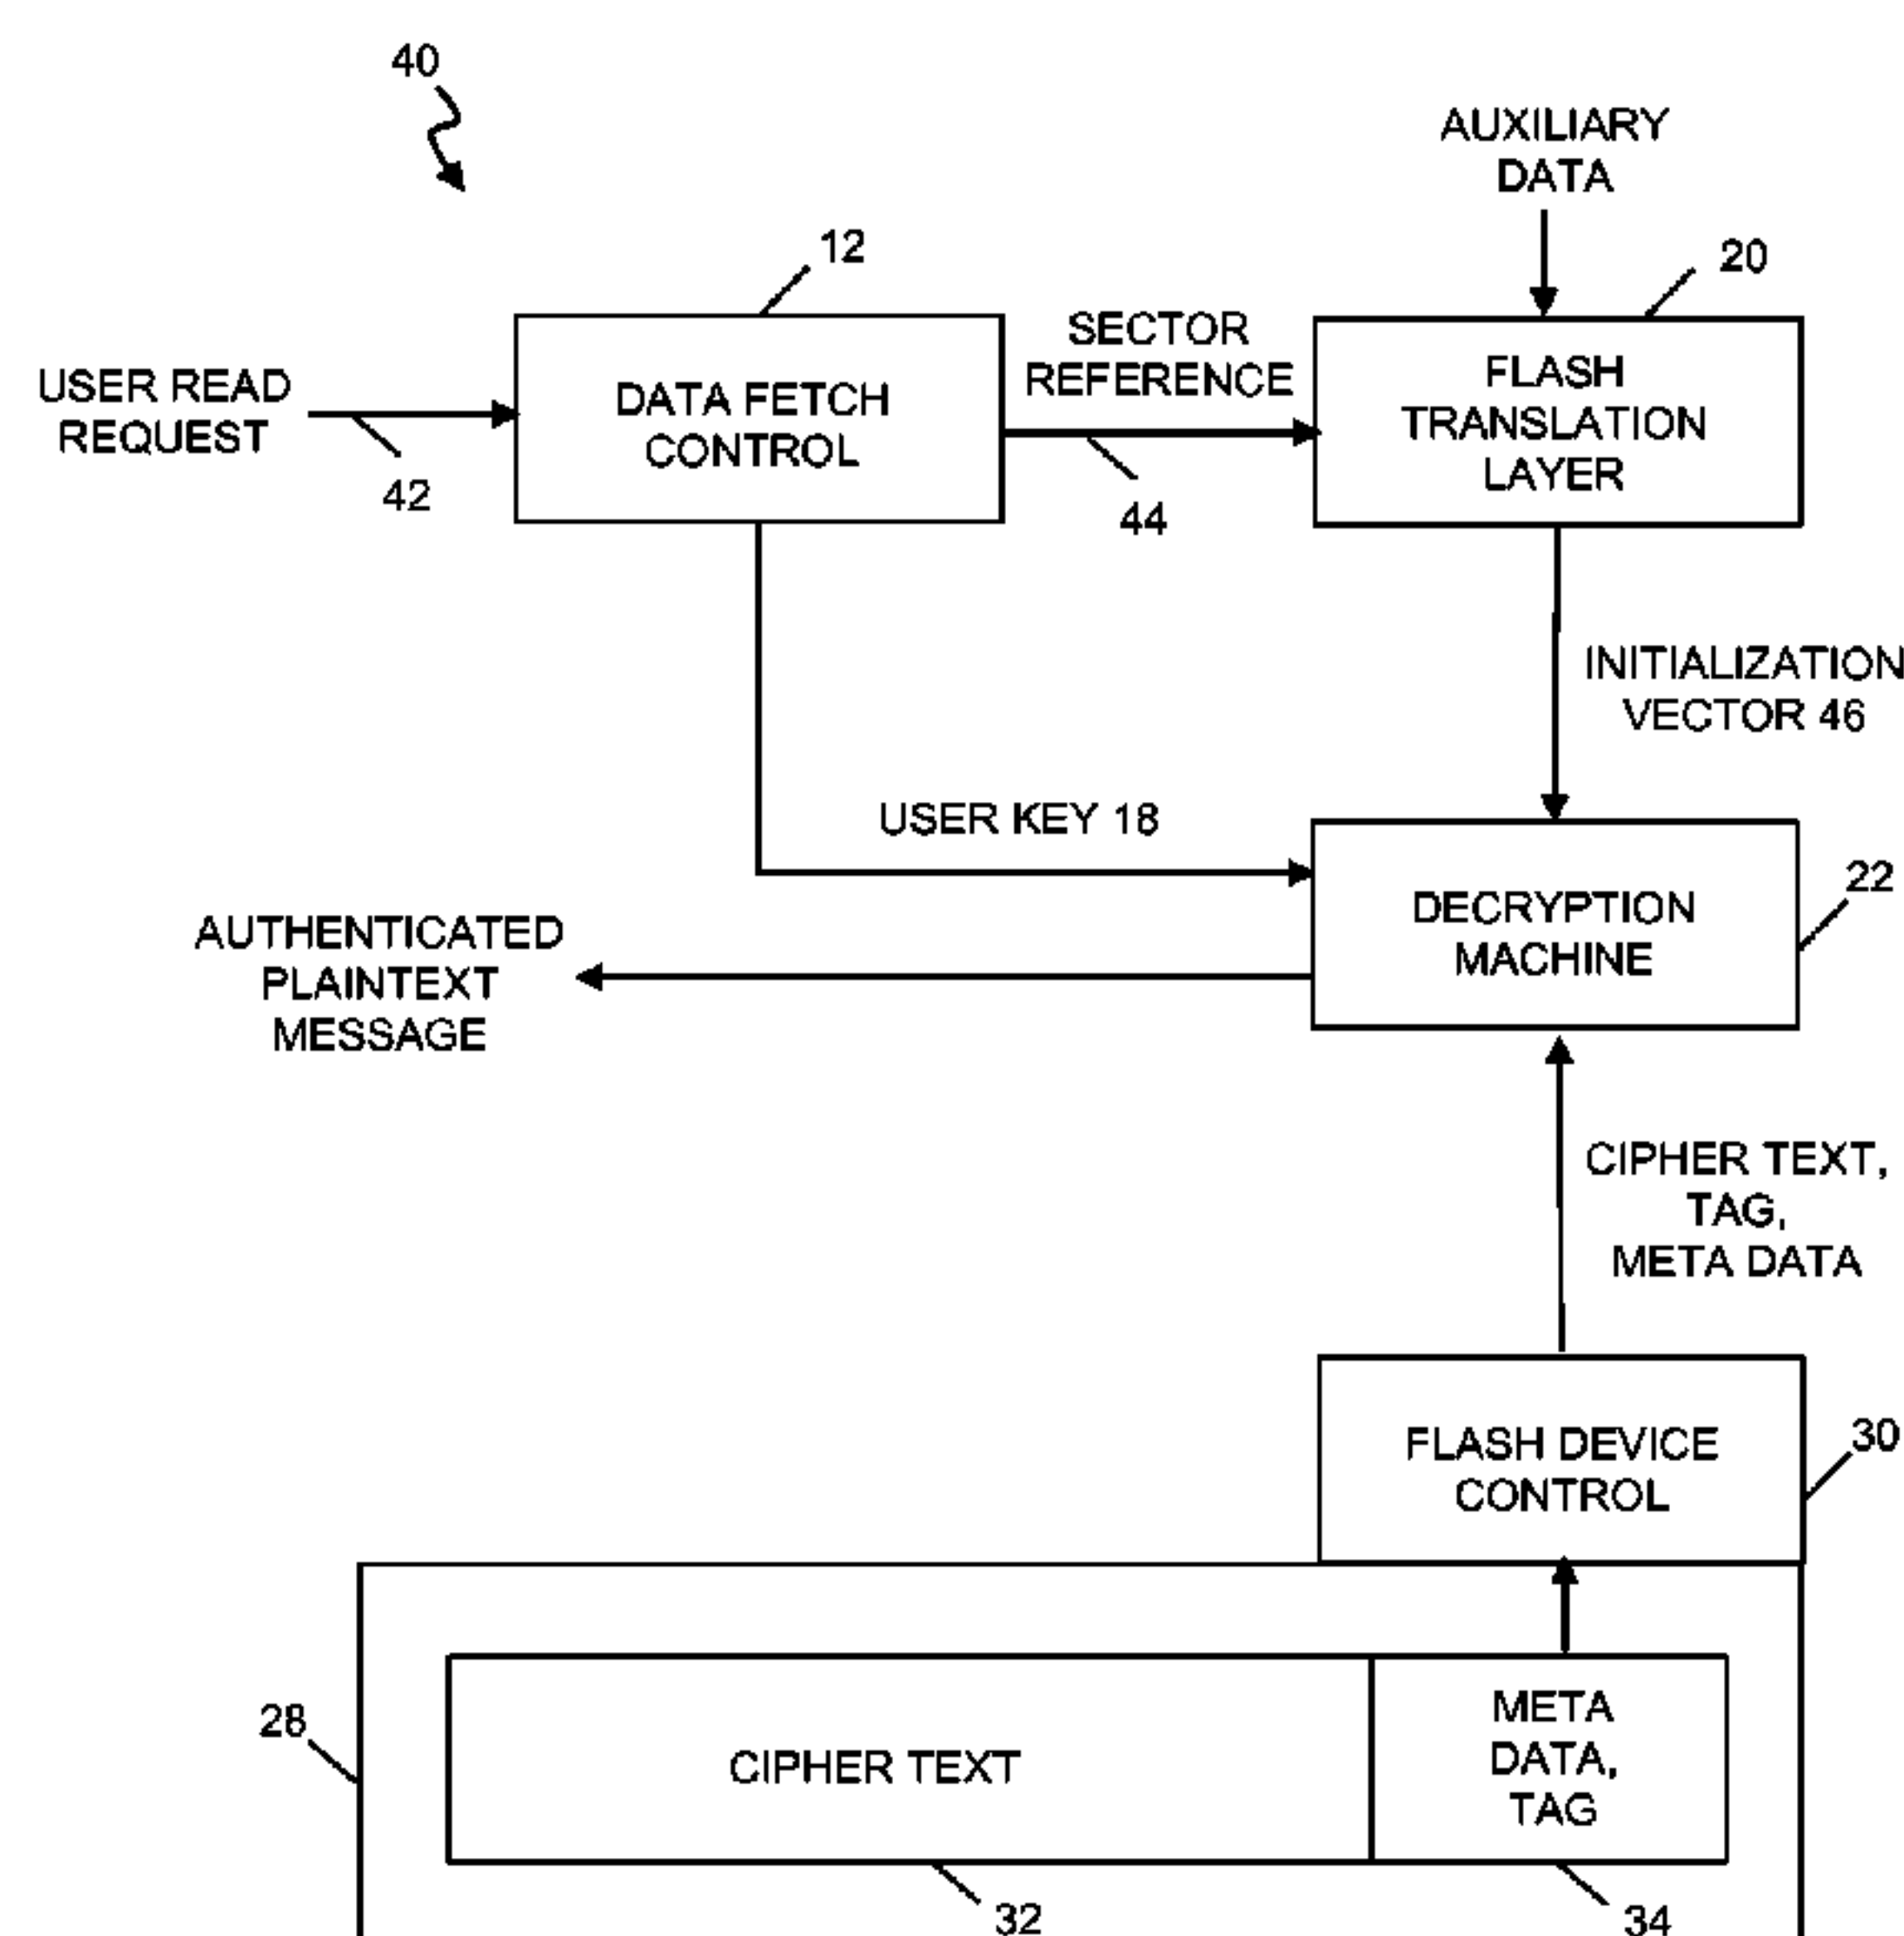 40
AUXILIARY
DATA
12
20
USER READ
REQUEST
42
DATA FETCH
CONTROL
SECTOR
REFERENCE
44
FLASH
TRANSLATION
LAYER
INITIALIZATION
VECTOR 46
USER KEY 18
DECRYPTION
MACHINE
22
AUTHENTICATED
PLAINTEXT
MESSAGE
CIPHER TEXT,
TAG,
META DATA
FLASH DEVICE
CONTROL
30
28
CIPHER TEXT
META
DATA,
TAG
32
34